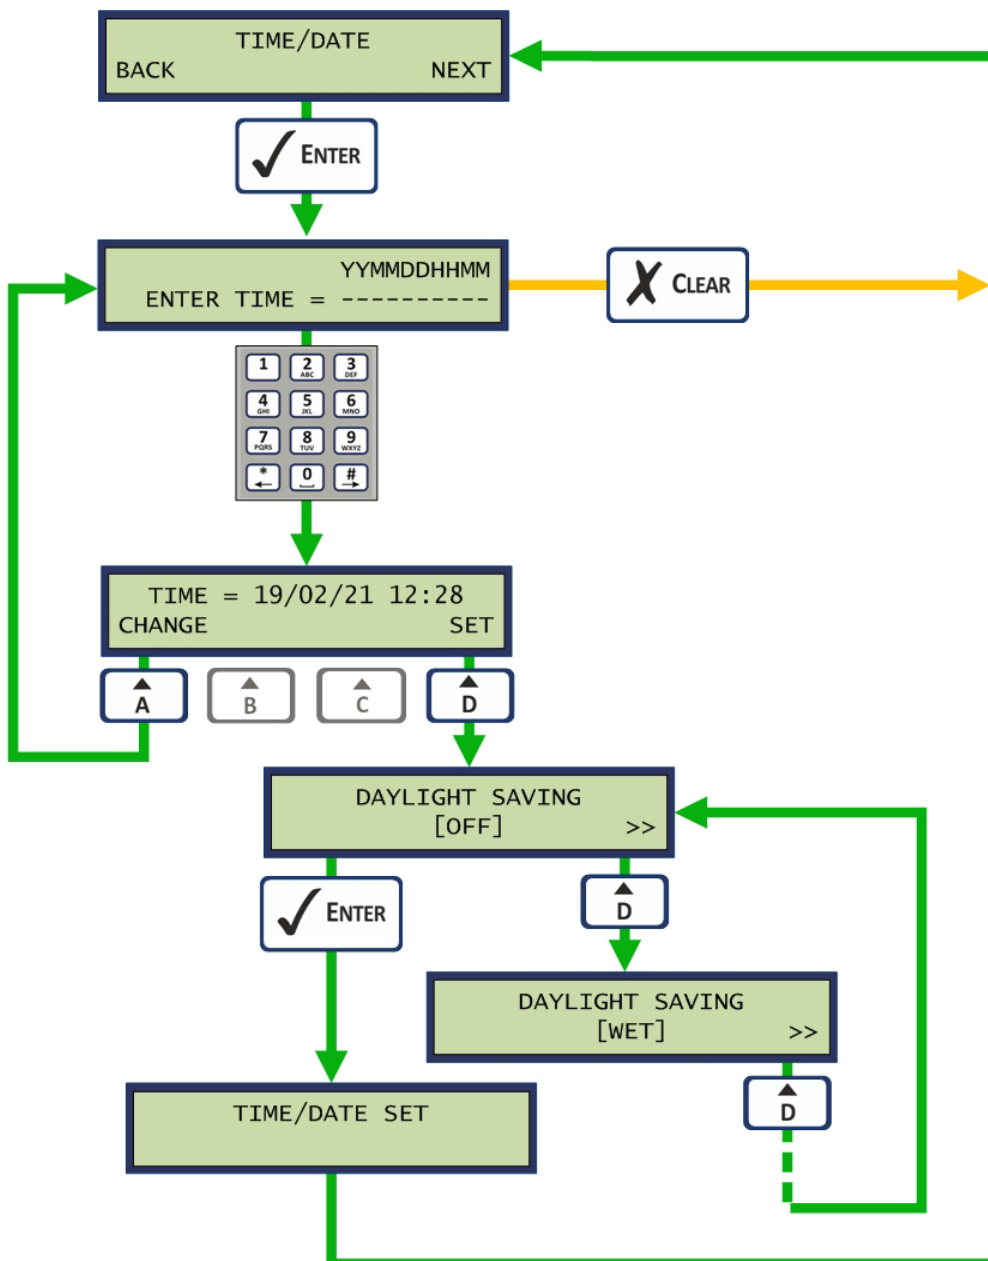 TIME/DATE
BACK NEXT
ENTER
YYMMDDHHMM
ENTER TIME = ----------
CLEAR
1 2 ABC 3 DEF
4 GHI 5 JKL 6 MNO
7 PQRS 8 TUV 9 WXYZ
* 0 #
TIME = 19/02/21 12:28
CHANGE SET
A B C D
DAYLIGHT SAVING
[OFF] >>
ENTER
D
DAYLIGHT SAVING
[WET] >>
D
TIME/DATE SET